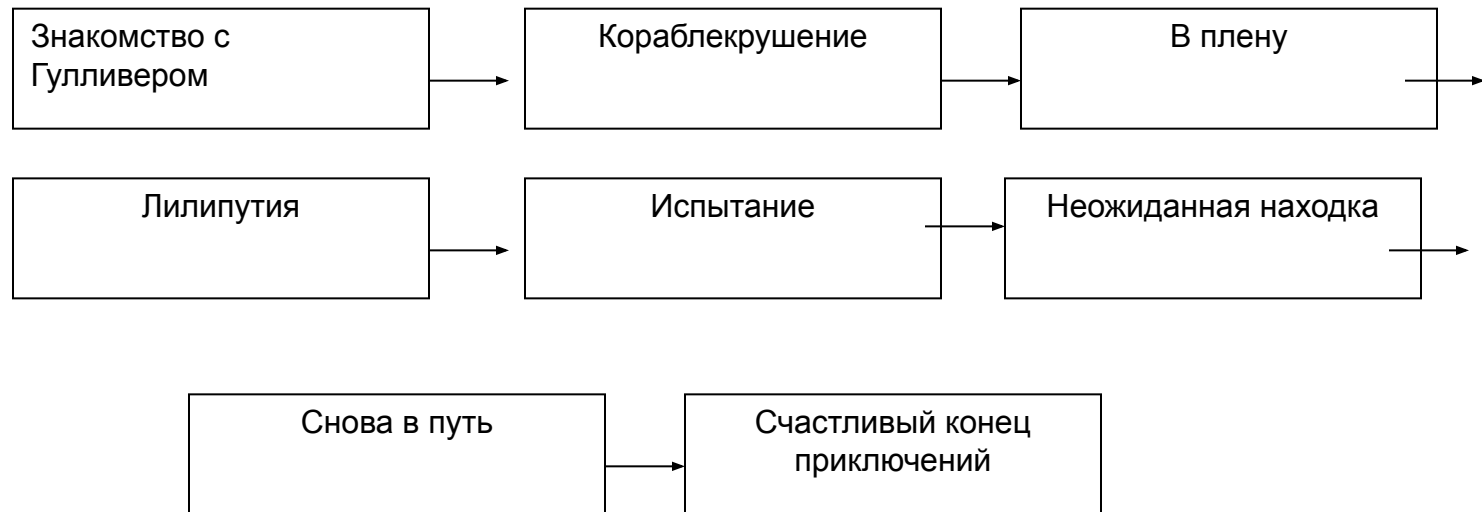 Знакомство с
Гулливером
Кораблекрушение
В плену
Лилипутия
Испытание
Неожиданная находка
Снова в путь
Счастливый конец
приключений